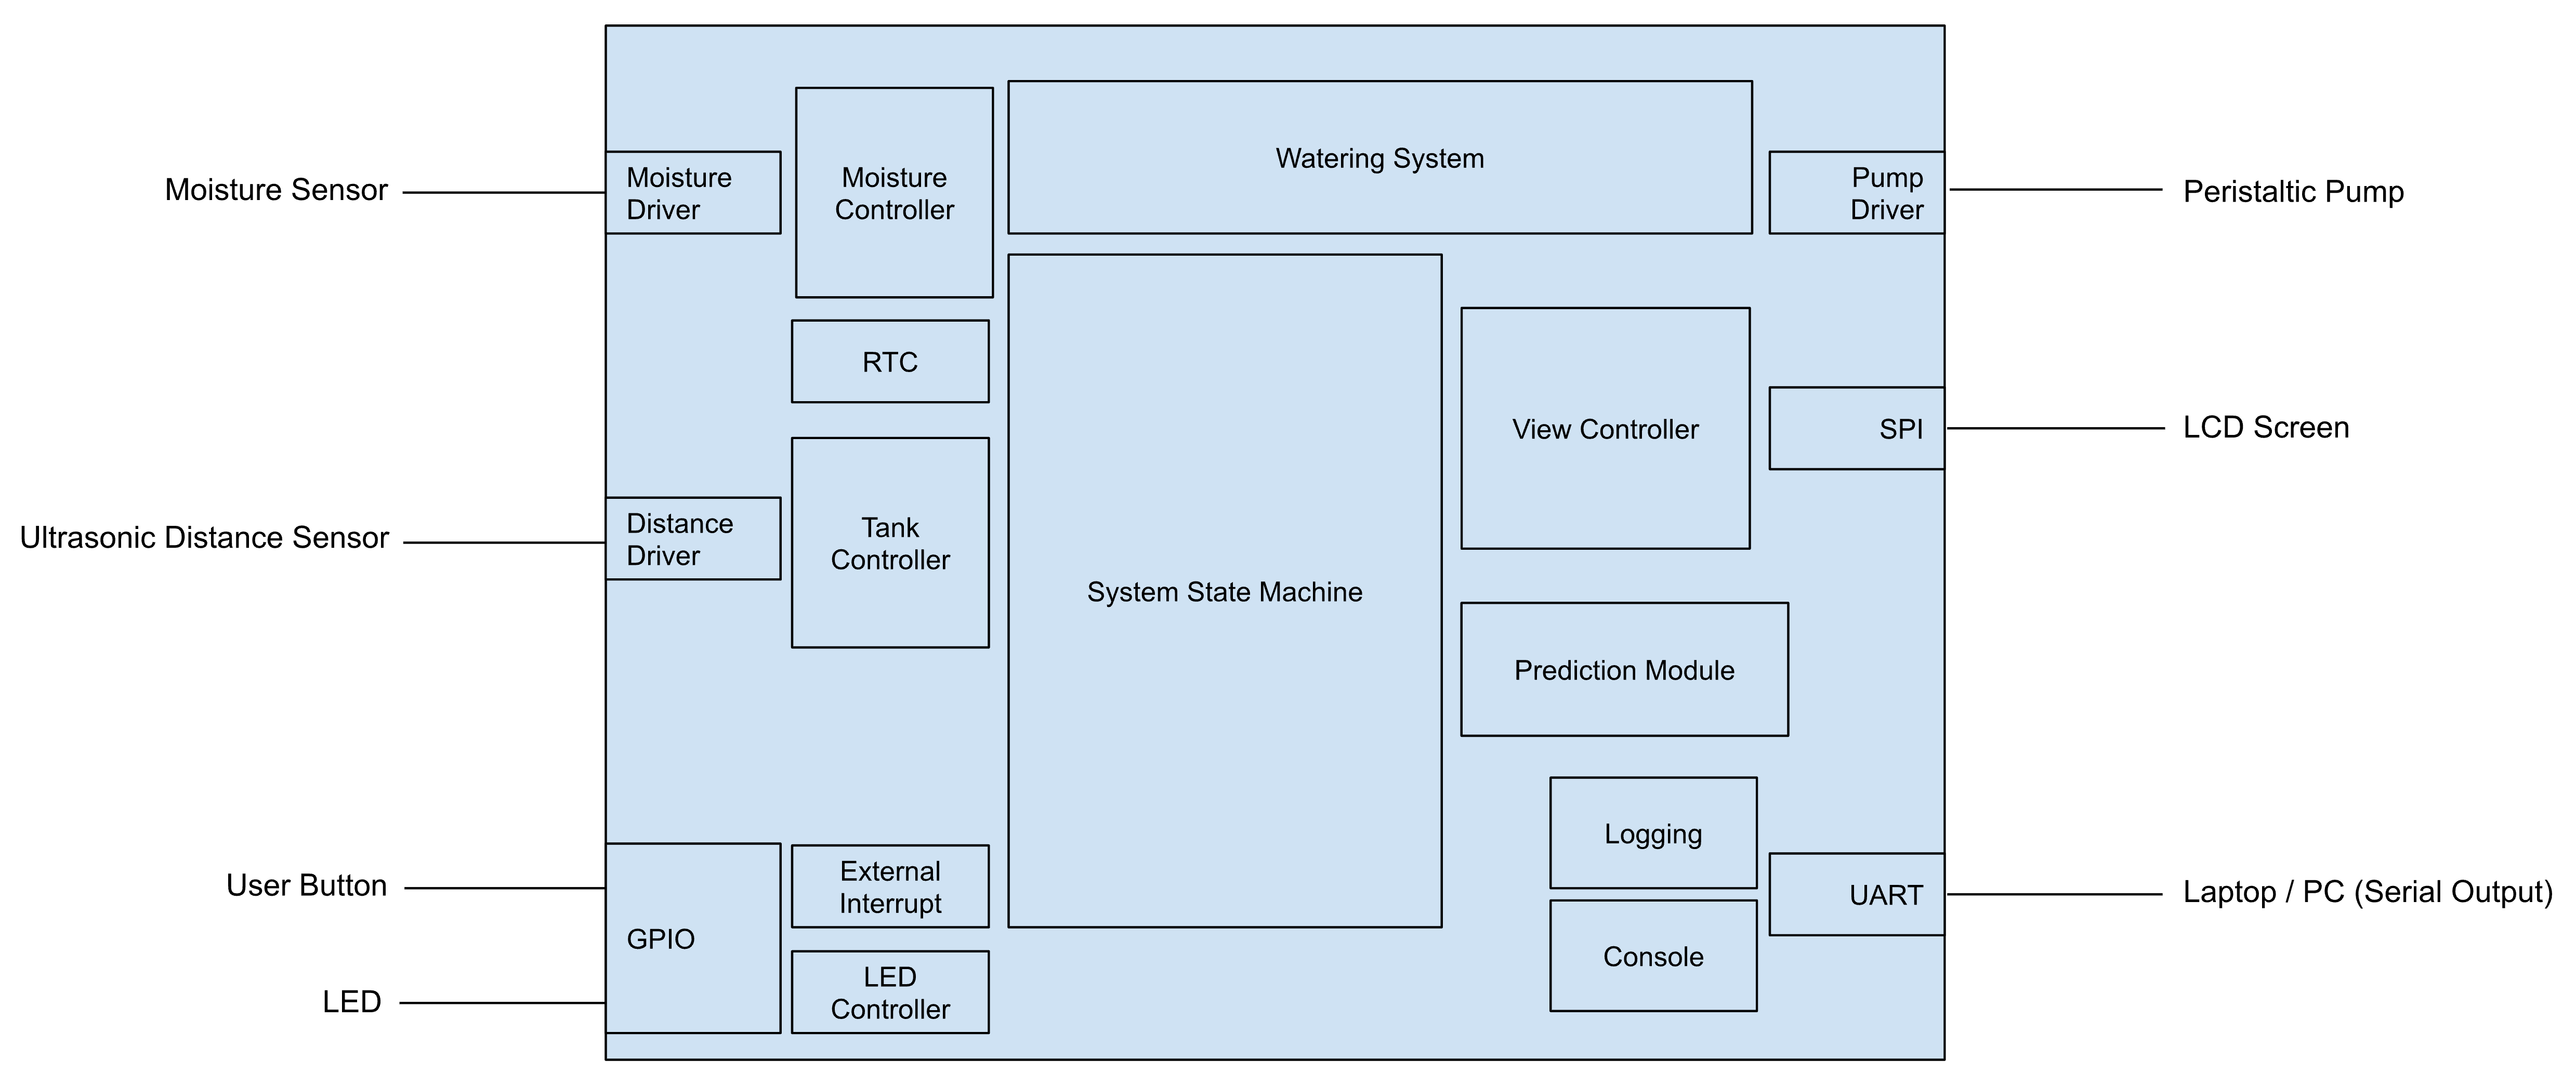 Watering System
Moisture Sensor
Moisture
Driver
Moisture
Controller
Pump
Driver
Peristaltic Pump
RTC
View Controller
SPI
LCD Screen
Ultrasonic Distance Sensor
Distance
Driver
Tank
Controller
System State Machine
Prediction Module
Logging
User Button
External
Interrupt
UART
Laptop / PC (Serial Output)
GPIO
Console
LED
LED
Controller